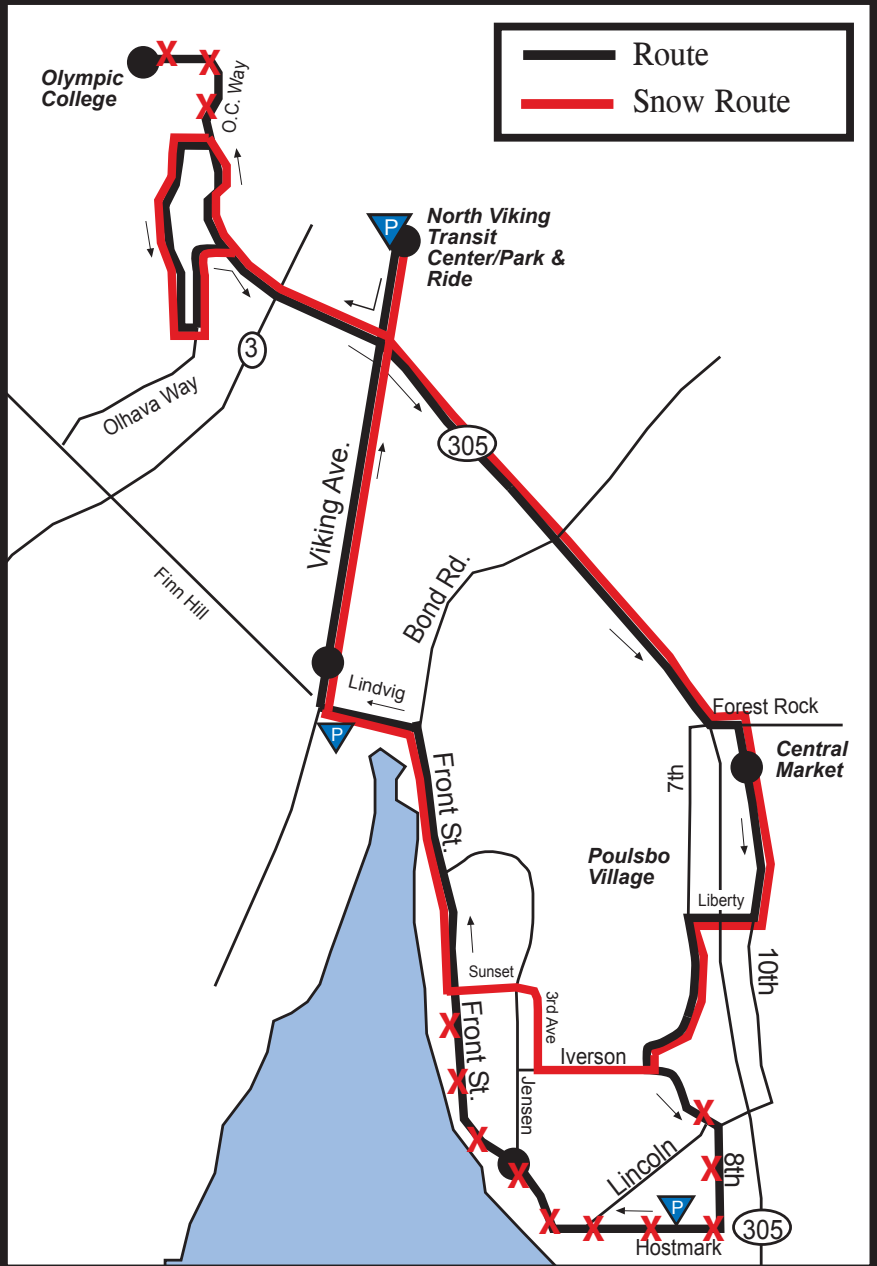 Route
Snow Route
Olympic
College
O.C. Way
P
North Viking
Transit
Center/Park &
Ride
3
Olhava Way
305
Viking Ave.
Bond Rd.
Finn Hill
Lindvig
P
Forest Rock
Central
Market
7th
Front St.
Poulsbo
Village
Liberty
10th
Sunset
3rd Ave
Front St.
Iverson
Jensen
Lincoln
8th
P
305
Hostmark